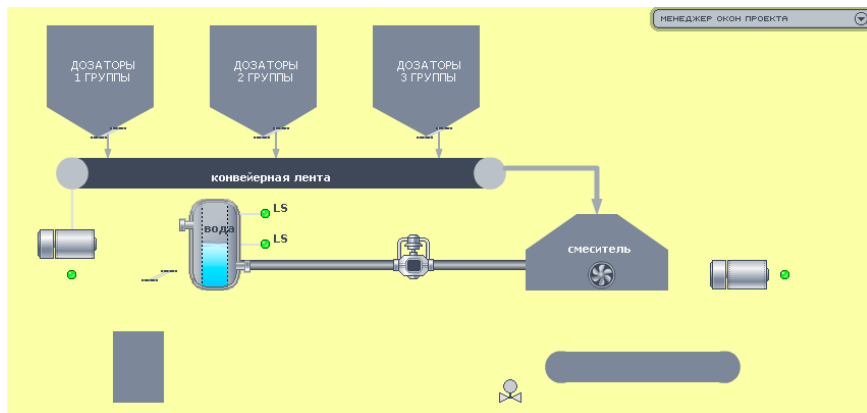 МЕНЕДЖЕР ОКОН ПРОЕКТА
ДОЗАТОРЫ
1 ГРУППЫ
ДОЗАТОРЫ
2 ГРУППЫ
ДОЗАТОРЫ
3 ГРУППЫ
конвейерная лента
LS
вода
LS
смеситель